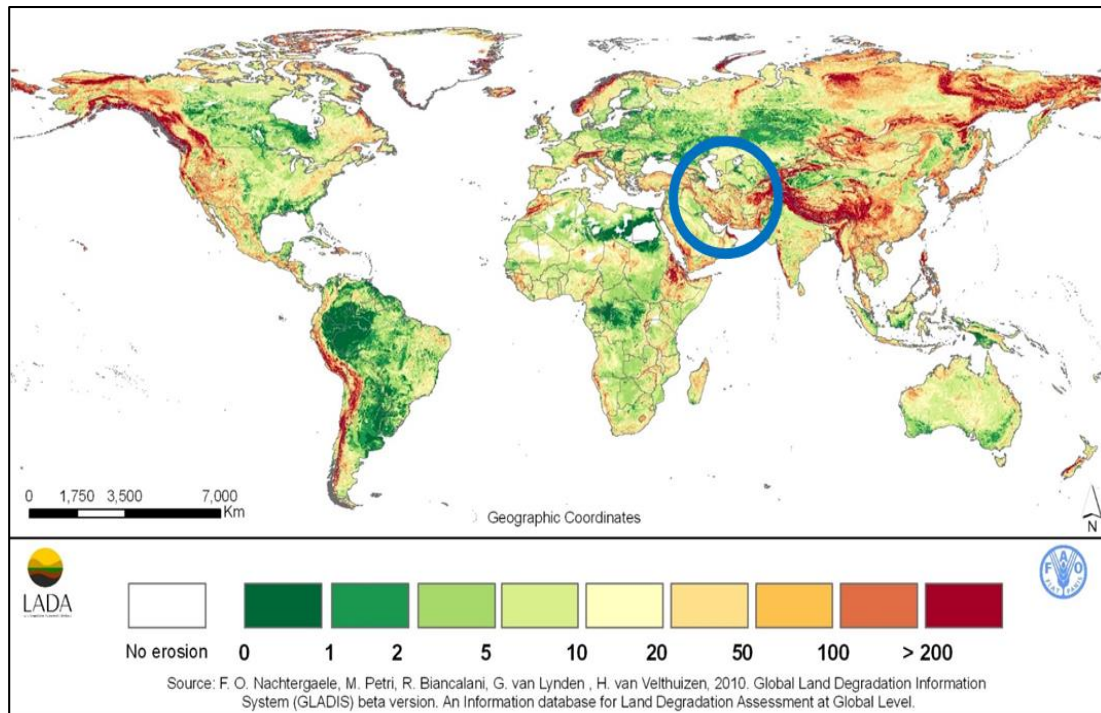 0 1,750 3,500 7,000
Km
Geographic Coordinates
N
LADA
F A O
FIAT PANIS
No erosion 0 1 2 5 10 20 50 100 > 200
Source: F. O. Nachtergaele, M. Petri, R. Biancalani, G. van Lynden , H. van Velthuizen, 2010. Global Land Degradation Information
System (GLADIS) beta version. An Information database for Land Degradation Assessment at Global Level.